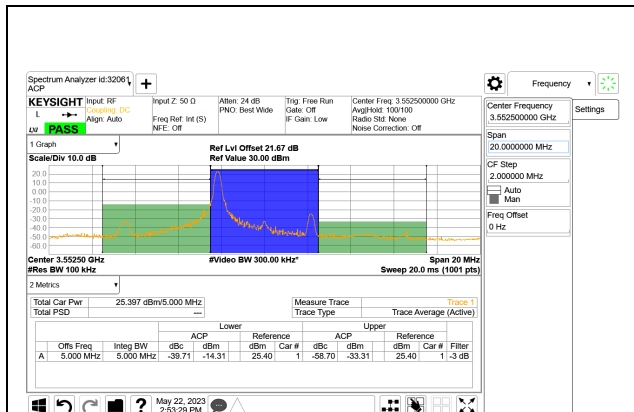 Spectrum Analyzer id:32061
ACP
Frequency
KEYSIGHT
L
LXI
PASS
Input: RF
Coupling: DC
Align: Auto
Input Z: 50 Ω
Freq Ref: Int (S)
NFE: Off
Atten: 24 dB
PNO: Best Wide
Trig: Free Run
Gate: Off
IF Gain: Low
Center Freq: 3.552500000 GHz
Avg|Hold: 100/100
Radio Std: None
Noise Correction: Off
Center Frequency
3.552500000 GHz
Settings
Span
20.0000000 MHz
CF Step
2.000000 MHz
Auto
Man
Freq Offset
0 Hz
1 Graph
Scale/Div 10.0 dB
Ref Lvl Offset 21.67 dB
Ref Value 30.00 dBm
20.0
10.0
0.00
-10.0
-20.0
-30.0
-40.0
-50.0
-60.0
Center 3.55250 GHz
#Video BW 300.00 kHz*
Span 20 MHz
#Res BW 100 kHz
Sweep 20.0 ms (1001 pts)
2 Metrics
Total Car Pwr 25.397 dBm/5.000 MHz
Total PSD ---
Measure Trace Trace 1
Trace Type Trace Average (Active)
Lower Upper
ACP Reference ACP Reference
Offs Freq Integ BW dBc dBm dBm Car # dBc dBm dBm Car # Filter
A 5.000 MHz 5.000 MHz -39.71 -14.31 25.40 1 -58.70 -33.31 25.40 1 -3 dB
May 22, 2023
2:53:29 PM